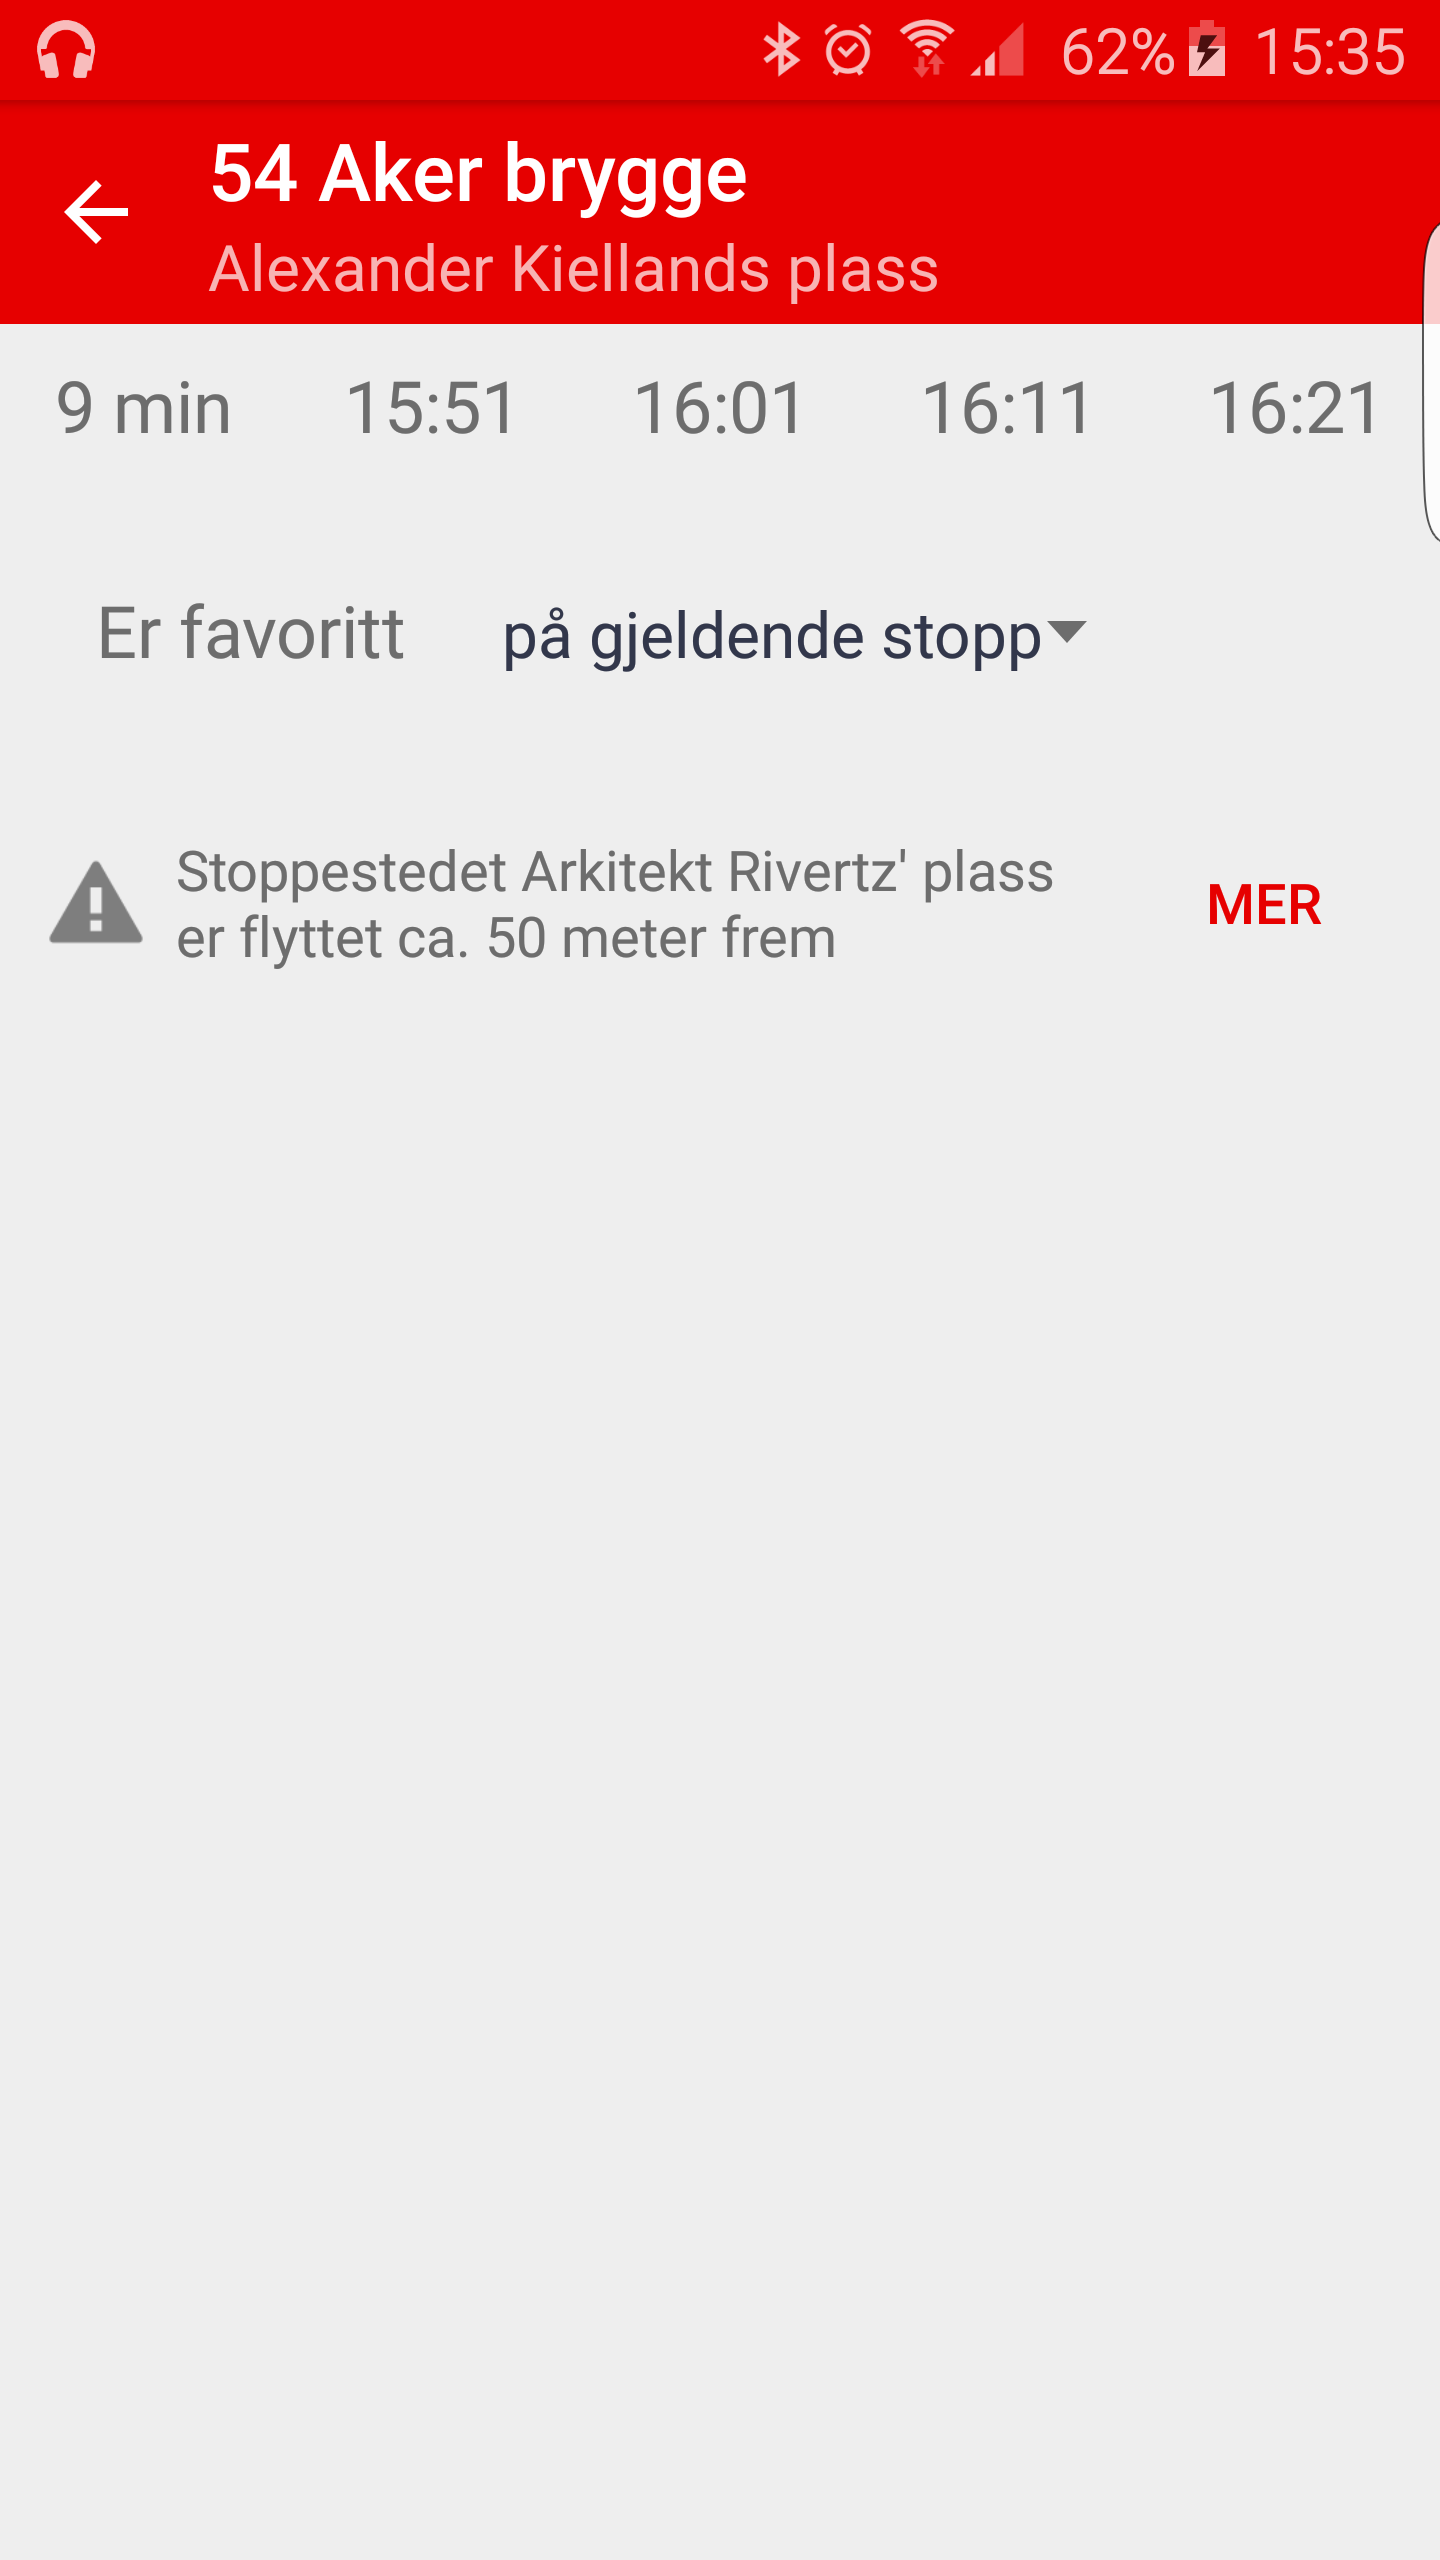 62% 15:35
54 Aker brygge
Alexander Kiellands plass
9 min 15:51 16:01 16:11 16:21
Er favoritt på gjeldende stopp
Stoppestedet Arkitekt Rivertz' plass
er flyttet ca. 50 meter frem
MER